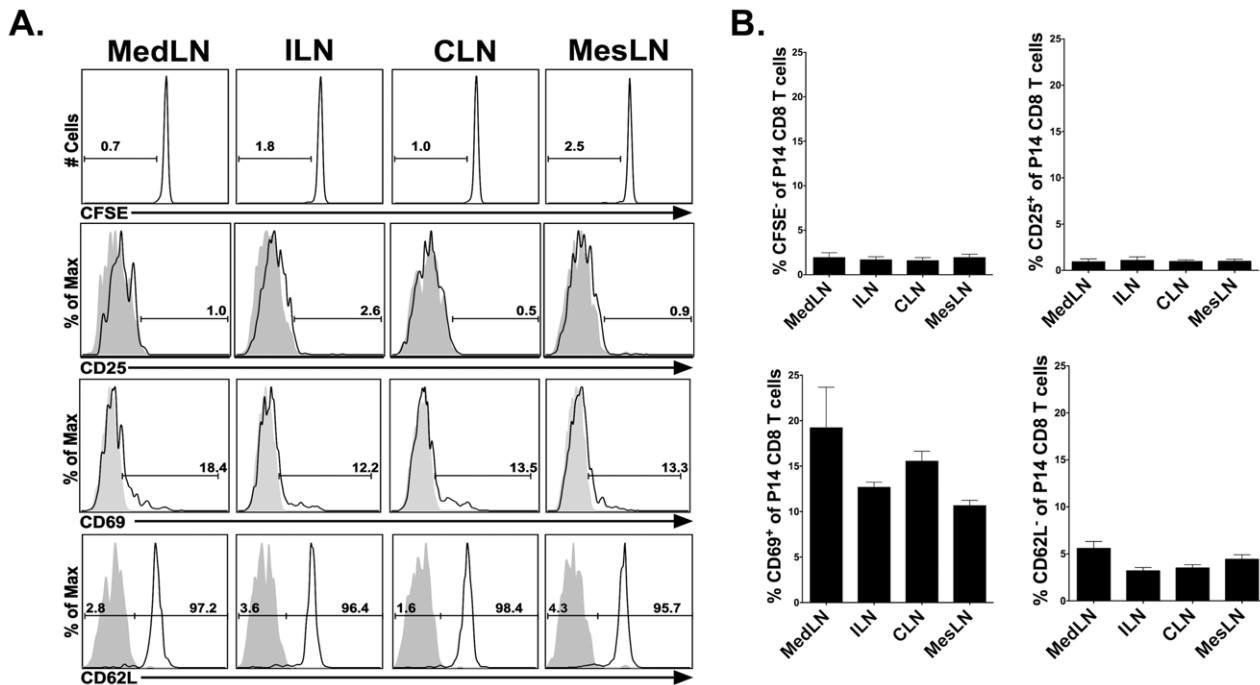 A.
MedLN ILN CLN MesLN
# Cells
0.7 1.8 1.0 2.5
CFSE
% of Max
1.0 2.6 0.5 0.9
CD25
% of Max
18.4 12.2 13.5 13.3
CD69
% of Max
2.8 97.2 3.6 96.4 1.6 98.4 4.3 95.7
CD62L
B.
% CFSE- of P14 CD8 T cells
25
20
15
10
5
0
MedLN ILN CLN MesLN
% CD25+ of P14 CD8 T cells
25
20
15
10
5
0
MedLN ILN CLN MesLN
% CD69+ of P14 CD8 T cells
25
20
15
10
5
0
MedLN ILN CLN MesLN
% CD62L- of P14 CD8 T cells
25
20
15
10
5
0
MedLN ILN CLN MesLN